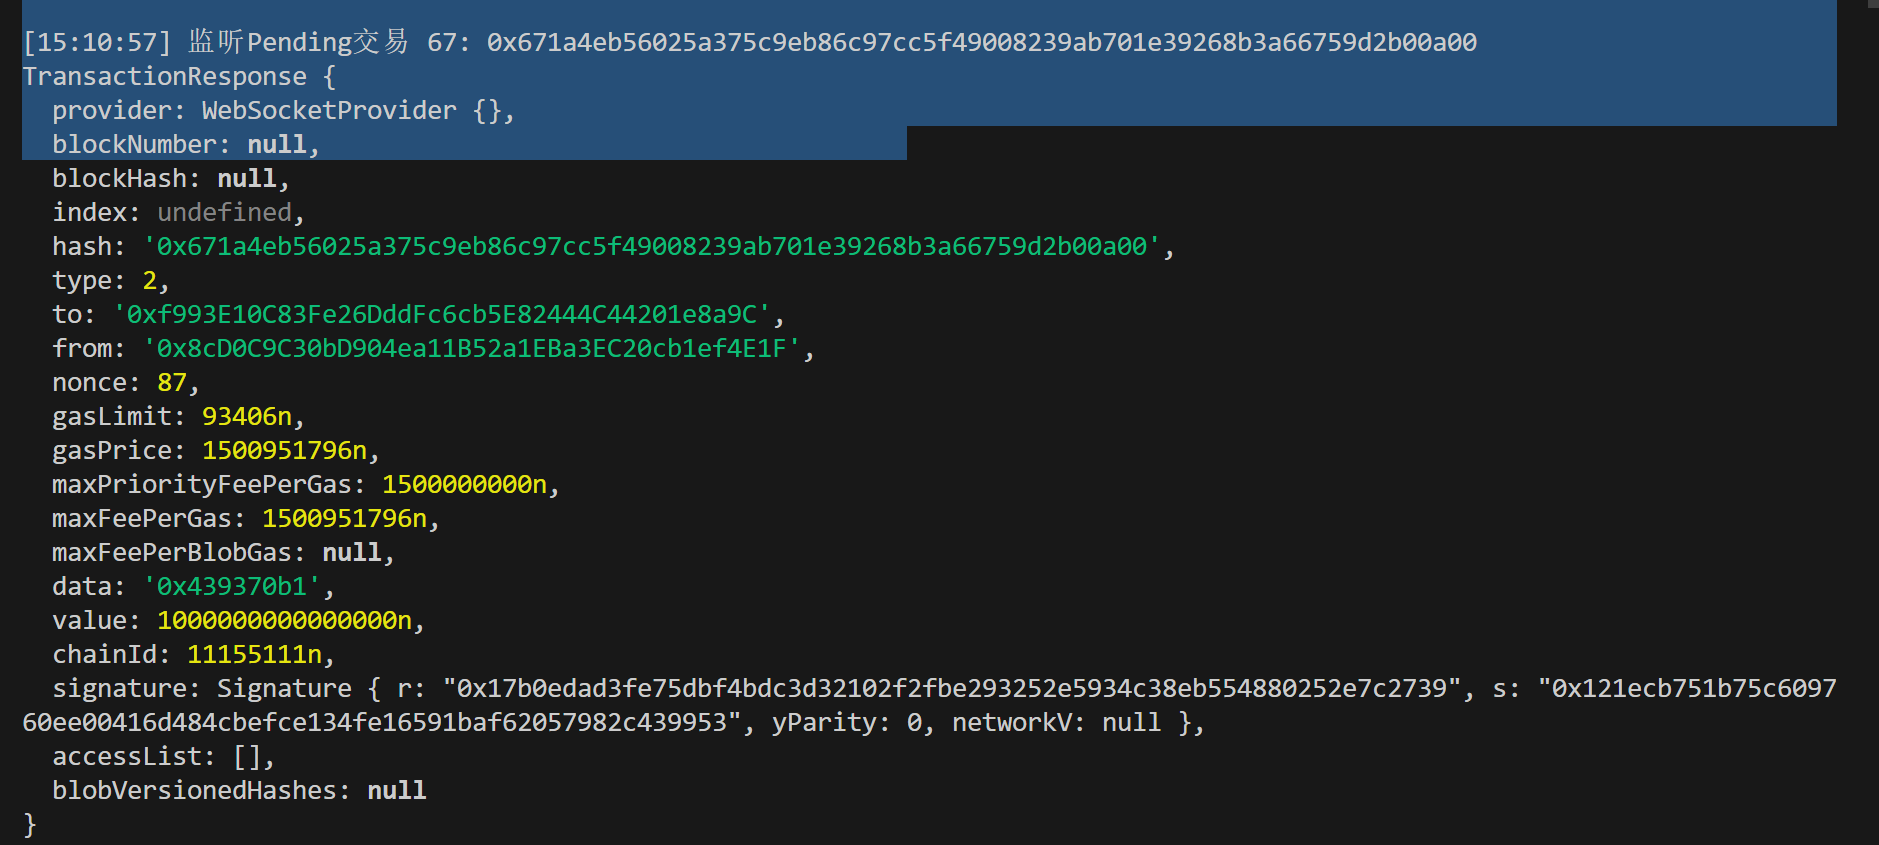 [15:10:57] 监听Pending交易 67: 0x671a4eb56025a375c9eb86c97cc5f49008239ab701e39268b3a66759d2b00a00
TransactionResponse {
  provider: WebSocketProvider {},
  blockNumber: null,
  blockHash: null,
  index: undefined,
  hash: '0x671a4eb56025a375c9eb86c97cc5f49008239ab701e39268b3a66759d2b00a00',
  type: 2,
  to: '0xf993E10C83Fe26DddFc6cb5E82444C44201e8a9C',
  from: '0x8cD0C9C30bD904ea11B52a1EBa3EC20cb1ef4E1F',
  nonce: 87,
  gasLimit: 93406n,
  gasPrice: 1500951796n,
  maxPriorityFeePerGas: 1500000000n,
  maxFeePerGas: 1500951796n,
  maxFeePerBlobGas: null,
  data: '0x439370b1',
  value: 1000000000000000n,
  chainId: 11155111n,
  signature: Signature { r: "0x17b0edad3fe75dbf4bdc3d32102f2fbe293252e5934c38eb554880252e7c2739", s: "0x121ecb751b75c6097
60ee00416d484cbefce134fe16591baf62057982c439953", yParity: 0, networkV: null },
  accessList: [],
  blobVersionedHashes: null
}